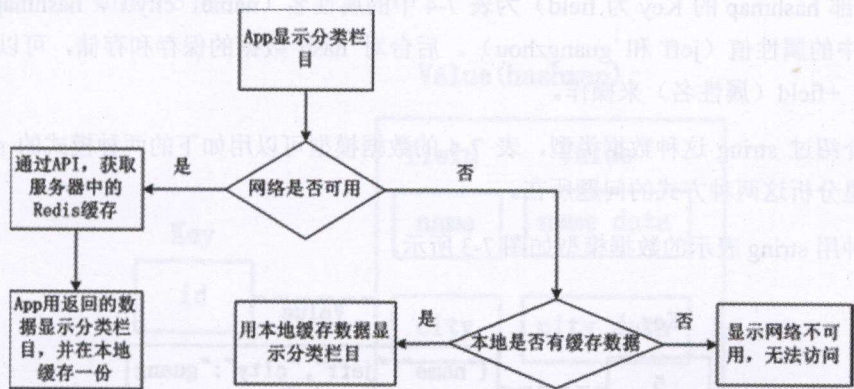 App显示分类栏
目
网络是否可用
是
否
通过API，获取
服务器中的
Redis缓存
App用返回的数
据显示分类栏
目，并在本地
缓存一份
本地是否有缓存数据
是
否
用本地缓存数据显
示分类栏目
显示网络不可
用，无法访问